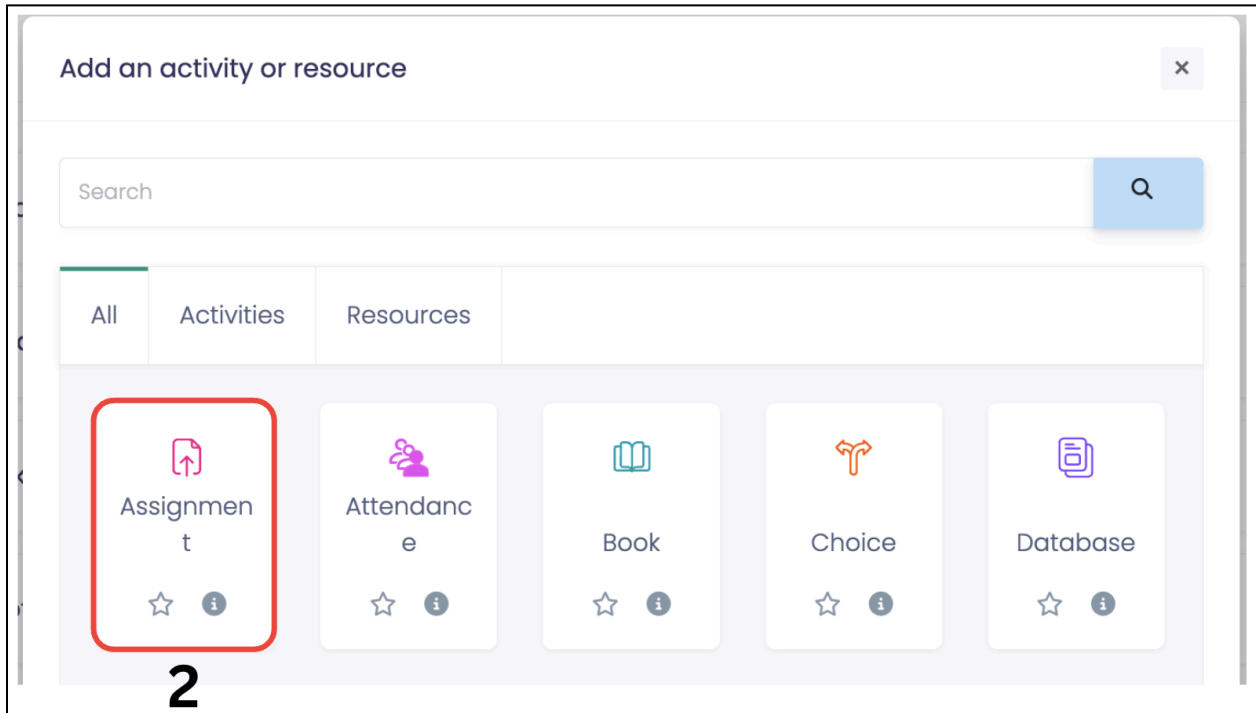 Add an activity or resource
Search
All Activities Resources
Assignmen
t
Attendanc
e
Book
Choice
Database
2